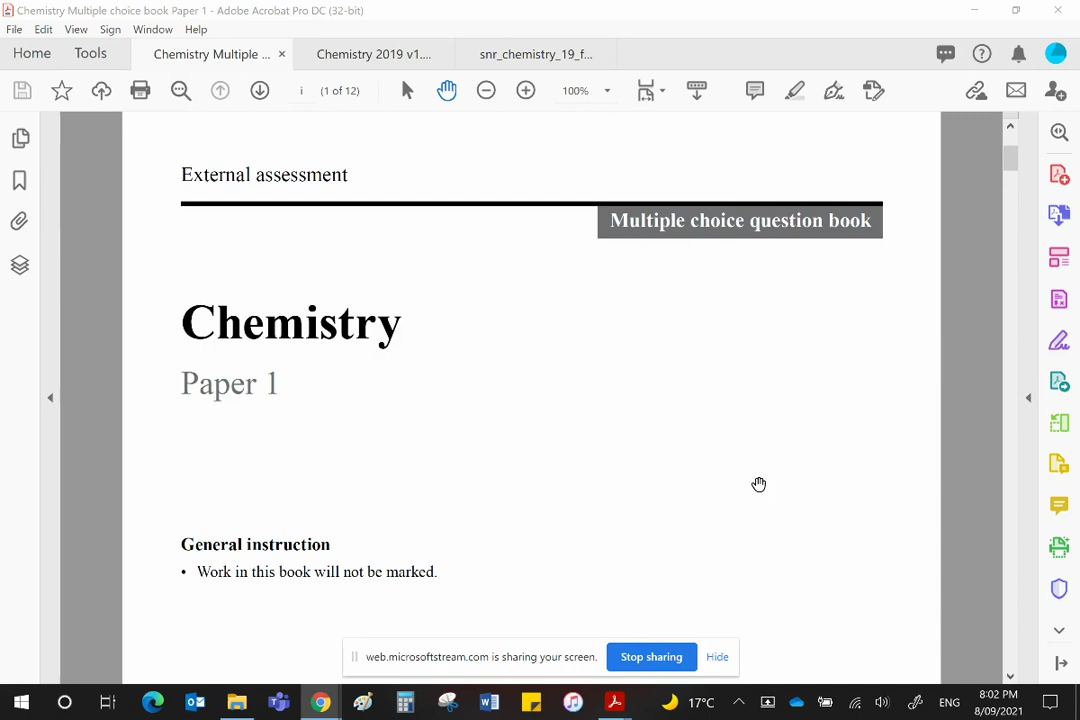 Chemistry Multiple choice book Paper 1 - Adobe Acrobat Pro DC (32-bit)
File Edit View Sign Window Help
Home Tools Chemistry Multiple ... × Chemistry 2019 v1.... snr_chemistry_19_f...
i (1 of 12) 100%
External assessment
Multiple choice question book
Chemistry
Paper 1
General instruction
• Work in this book will not be marked.
web.microsoftstream.com is sharing your screen. Stop sharing Hide
17°C ENG 8:02 PM
8/09/2021